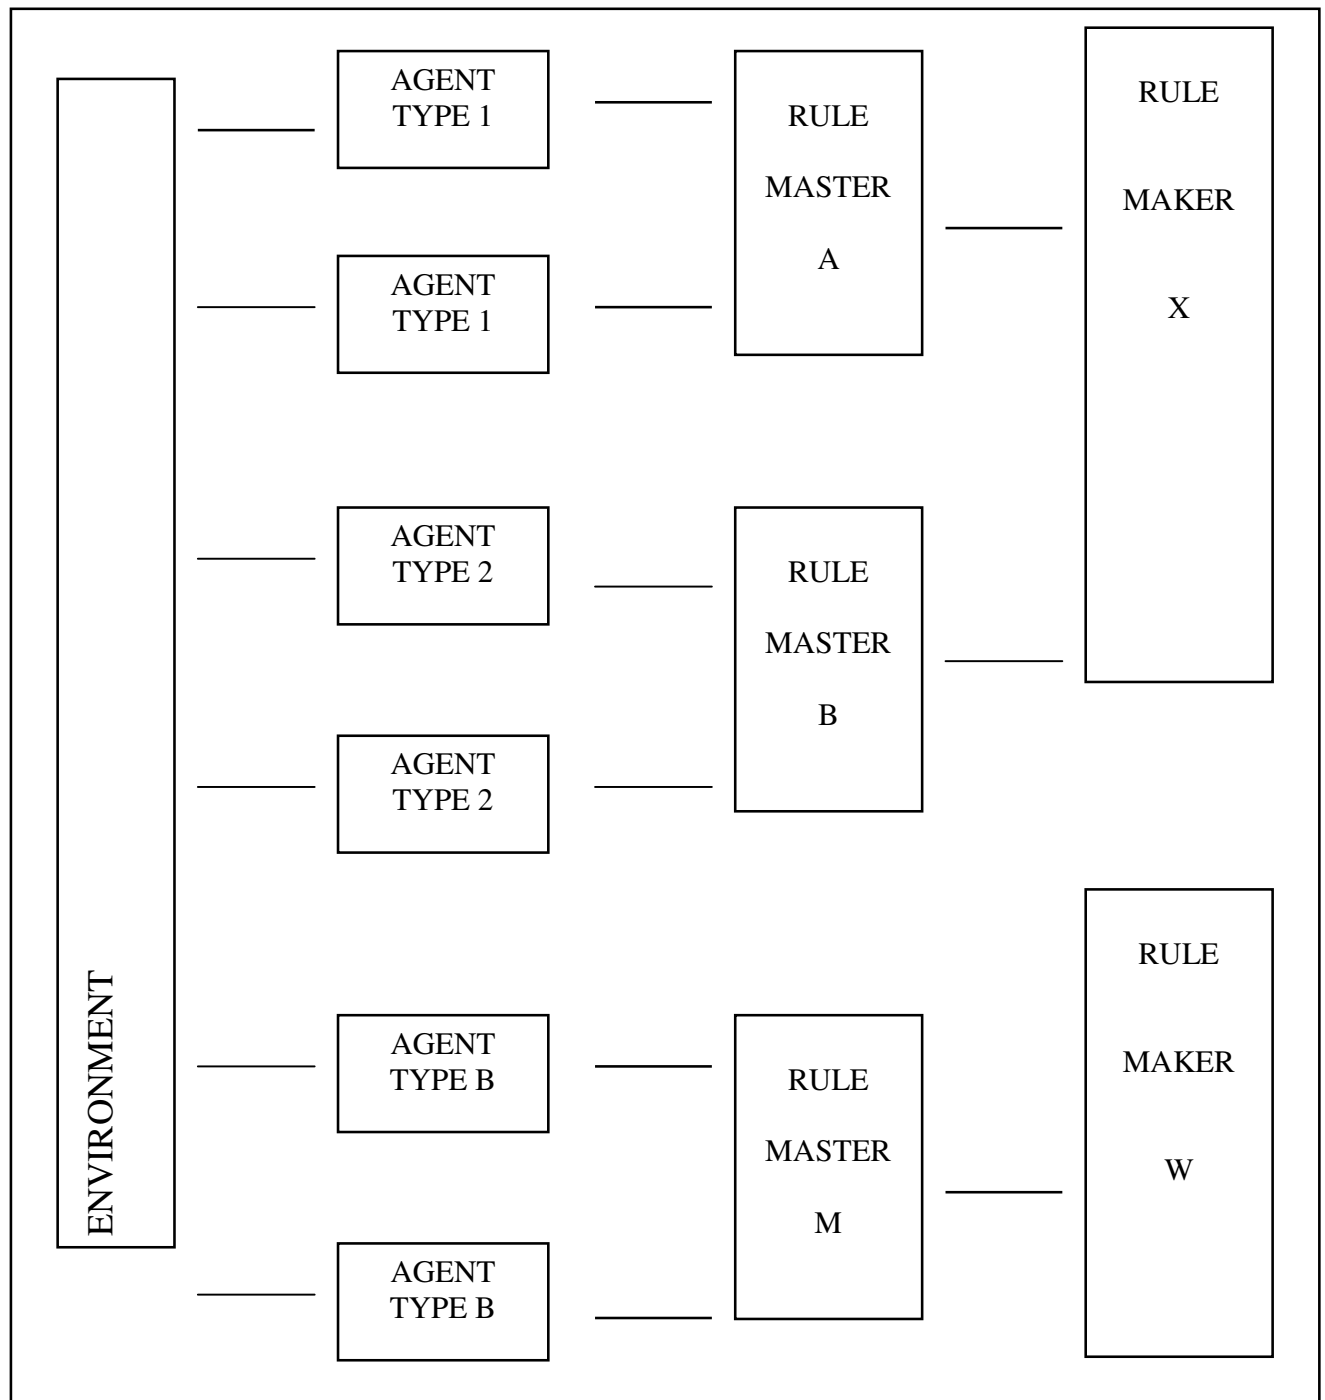 ENVIRONMENT
AGENT
TYPE 1
AGENT
TYPE 1
AGENT
TYPE 2
AGENT
TYPE 2
AGENT
TYPE B
AGENT
TYPE B
RULE
MASTER
A
RULE
MASTER
B
RULE
MASTER
M
RULE
MAKER
X
RULE
MAKER
W